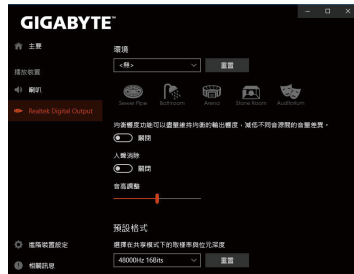 GIGABYTE™
主要
播放裝置
喇叭
Realtek Digital Output
進階裝置設定
相關訊息
環境
<無>
重置
Sewer Pipe
Bathroom
Arena
Stone Room
Auditorium
均衡響度功能可以盡量維持均衡的輸出響度，減低不同音源間的音量差異。
關閉
人聲消除
關閉
音高調整
預設格式
選擇在共享模式下的取樣率與位元深度
48000Hz 16Bits
重置